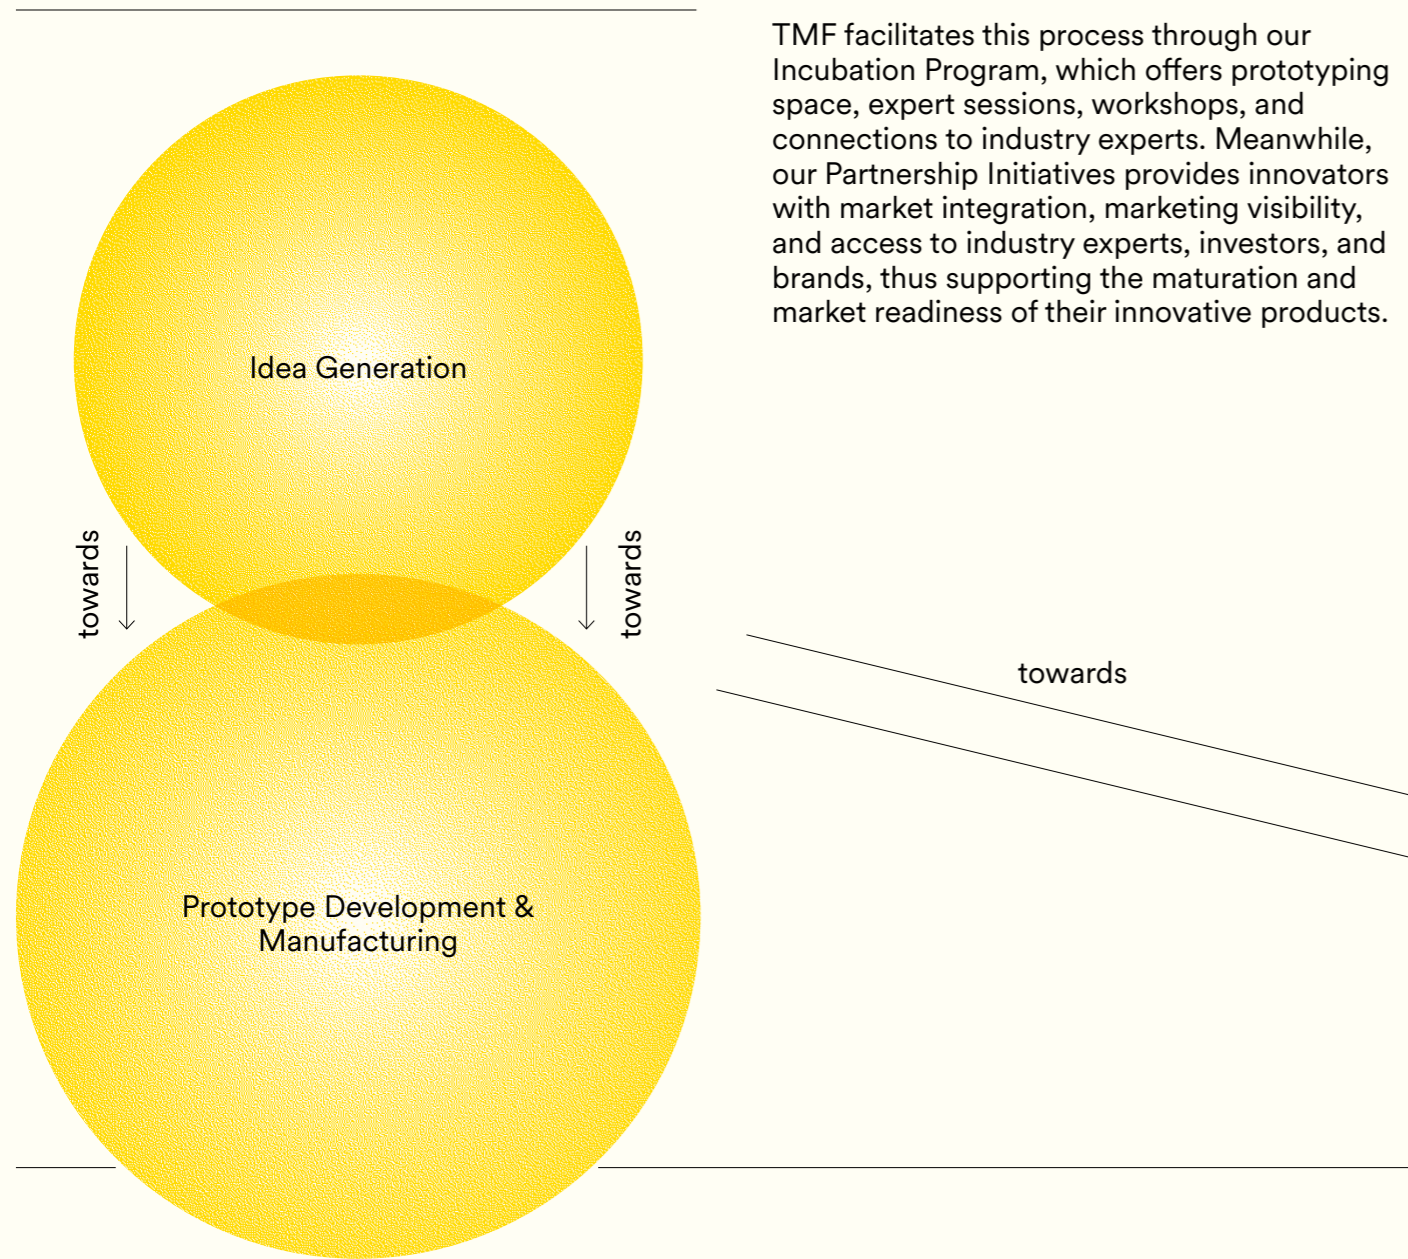 TMF facilitates this process through our
Incubation Program, which offers prototyping
space, expert sessions, workshops, and
connections to industry experts. Meanwhile,
our Partnership Initiatives provides innovators
with market integration, marketing visibility,
and access to industry experts, investors, and
brands, thus supporting the maturation and
market readiness of their innovative products.
Idea Generation
towards
towards
towards
Prototype Development &
Manufacturing